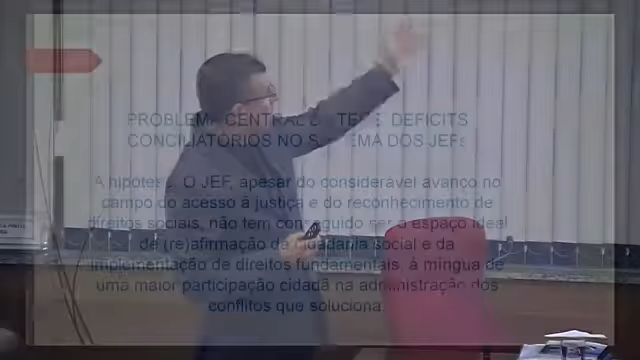 PROBLEMA CENTRAL DA TESE: DEFICITS
CONCILIATÓRIOS NO SISTEMA DOS JEFs
A hipótese: O JEF, apesar do considerável avanço no
campo do acesso à justiça e do reconhecimento de
direitos sociais, não tem conseguido ser o espaço ideal
de (re)afirmação da cidadania social e da
implementação de direitos fundamentais, à míngua de
uma maior participação cidadã na administração dos
conflitos que soluciona.